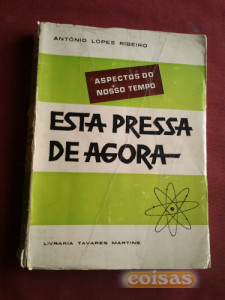 ANTÓNIO LOPES RIBEIRO
ASPECTOS DO
NOSSO TEMPO
ESTA PRESSA
DE AGORA
LIVRARIA TAVARES MARTINS
coisas